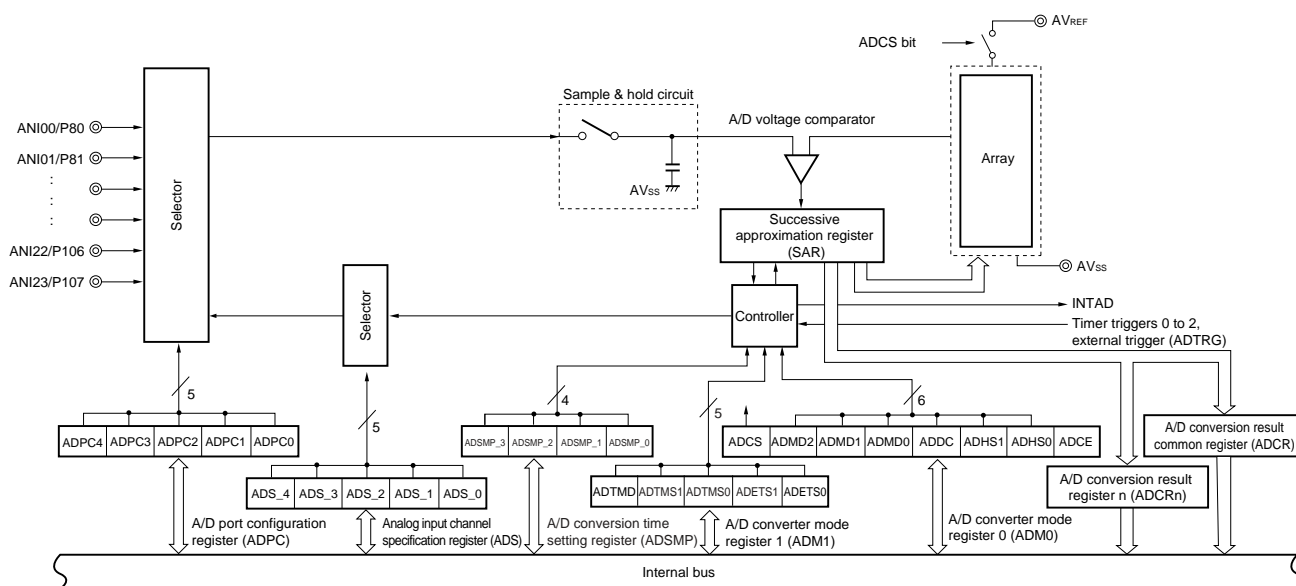 AVREF
ADCS bit
Sample & hold circuit
A/D voltage comparator
Array
AVSS
ANI00/P80
ANI01/P81
:
:
:
ANI22/P106
ANI23/P107
Selector
AVSS
Successive
approximation register
(SAR)
Selector
Controller
INTAD
Timer triggers 0 to 2,
external trigger (ADTRG)
5
5
4
5
6
ADPC4 ADPC3 ADPC2 ADPC1 ADPC0
ADSMP_3 ADSMP_2 ADSMP_1 ADSMP_0
ADCS ADMD2 ADMD1 ADMD0 ADDC ADHS1 ADHS0 ADCE
A/D conversion result
common register (ADCR)
ADS_4 ADS_3 ADS_2 ADS_1 ADS_0
ADTMD ADTMS1 ADTMS0 ADETS1 ADETS0
A/D conversion result
register n (ADCRn)
A/D port configuration
register (ADPC)
Analog input channel
specification register (ADS)
A/D conversion time
setting register (ADSMP)
A/D converter mode
register 1 (ADM1)
A/D converter mode
register 0 (ADM0)
Internal bus